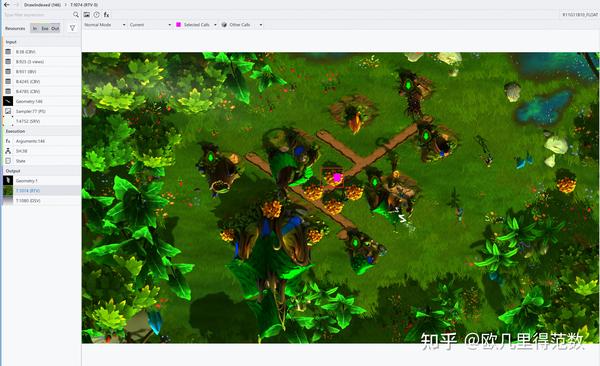 DrawIndexed (146) > T:1074 (RTV 0)
Type filter expression
Resources In Exe Out
Normal Mode Current Selected Calls Other Calls
R11G11B10_FLOAT
Input
B:38 (CBV)
B:925 (3 views)
B:931 (IBV)
B:4245 (CBV)
B:4785 (CBV)
Geometry:146
Sampler:77 (PS)
T:4752 (SRV)
Execution
Arguments:146
SH:38
State
Output
Geometry:1
T:1074 (RTV)
T:1080 (DSV)
知乎 @欧几里得范数